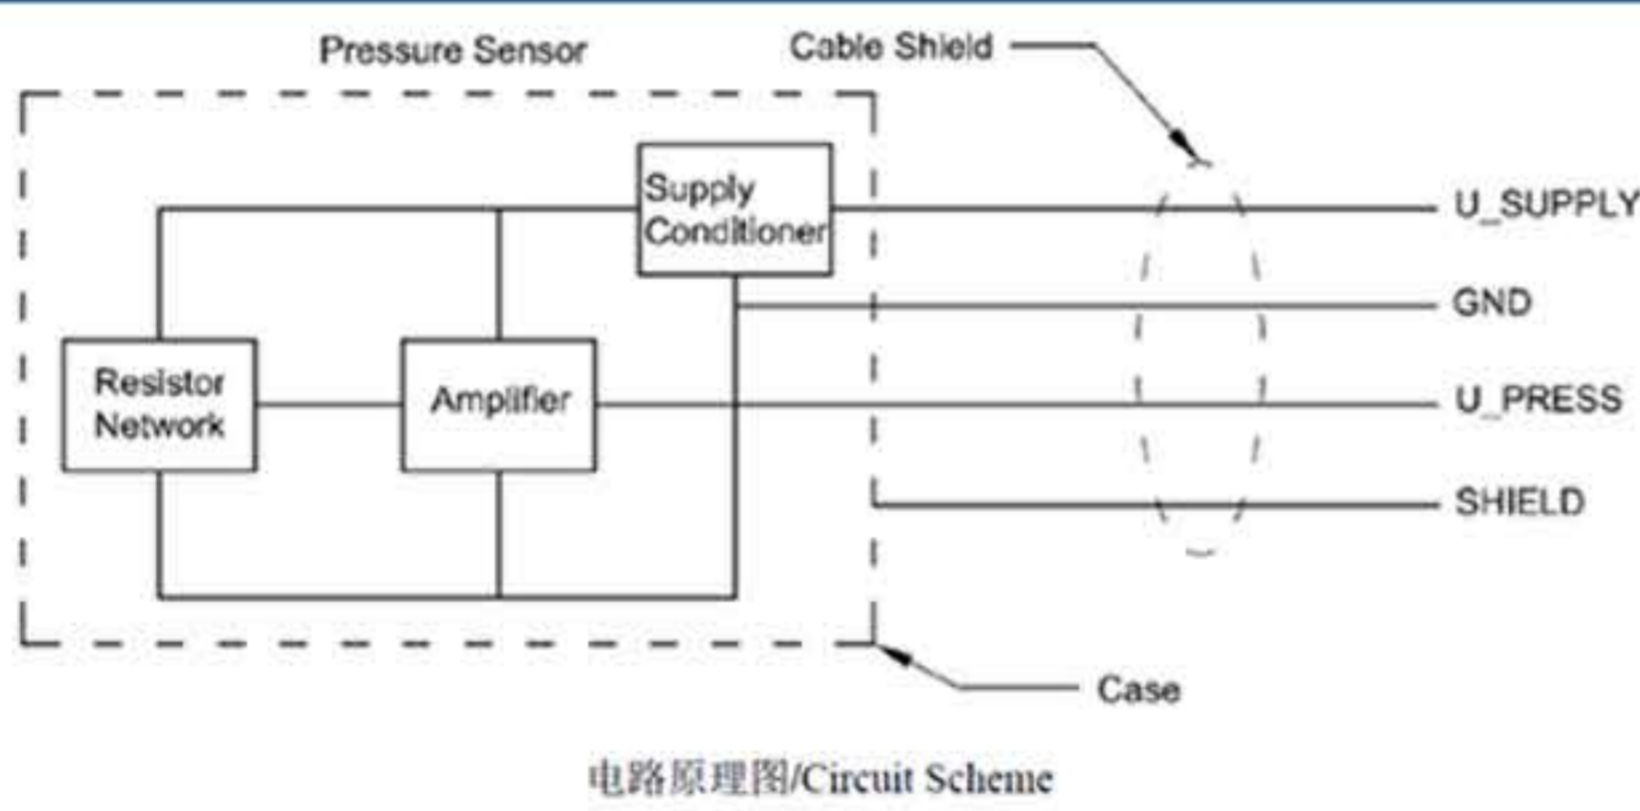 Pressure Sensor
Cable Shield
Supply
Conditioner
U_SUPPLY
GND
Resistor
Network
Amplifier
U_PRESS
SHIELD
Case
电路原理图/Circuit Scheme